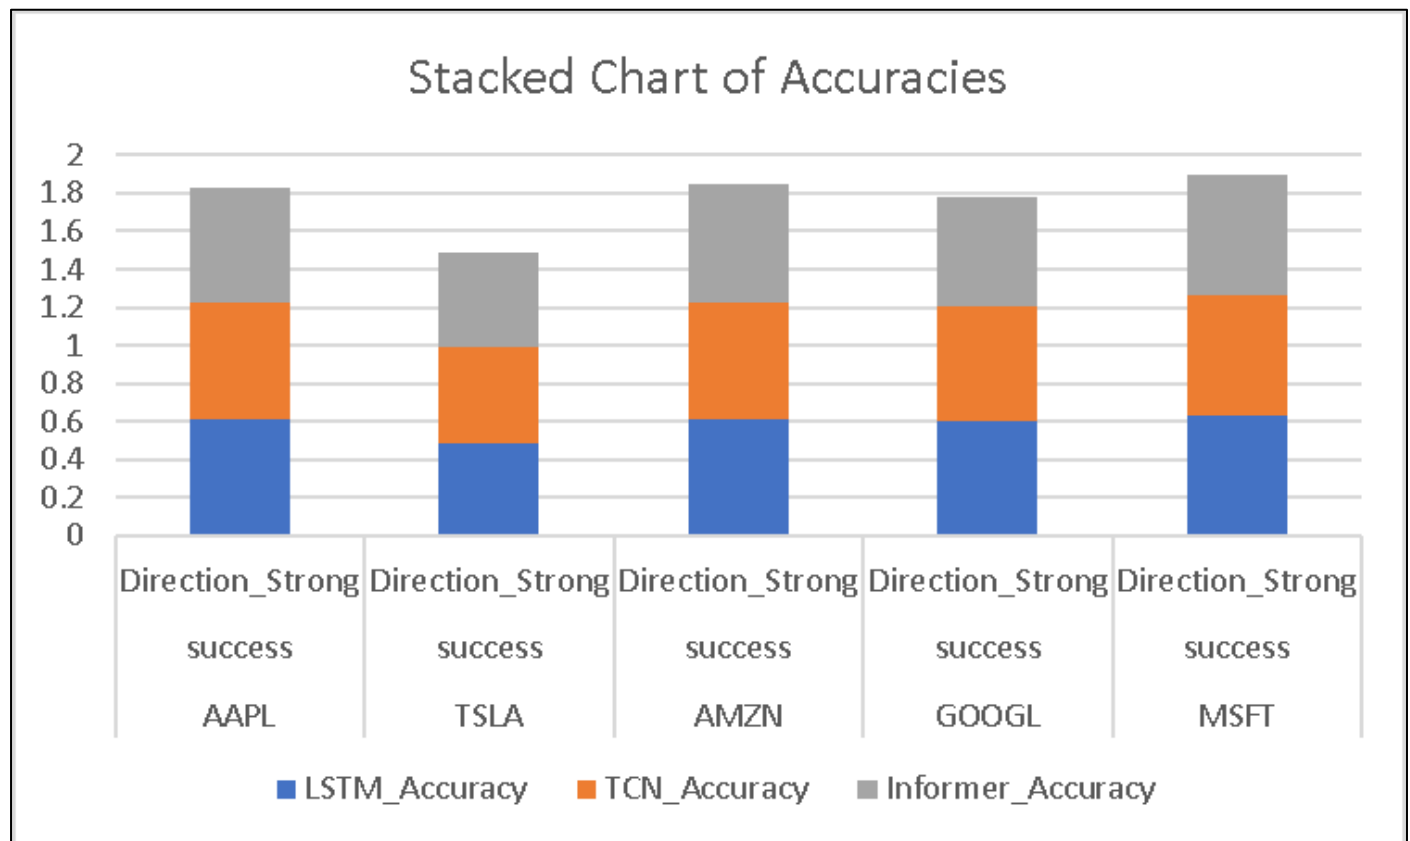 Stacked Chart of Accuracies
2
1.8
1.6
1.4
1.2
1
0.8
0.6
0.4
0.2
0
Direction_Strong Direction_Strong Direction_Strong Direction_Strong Direction_Strong
success success success success success
AAPL TSLA AMZN GOOGL MSFT
LSTM_Accuracy TCN_Accuracy Informer_Accuracy